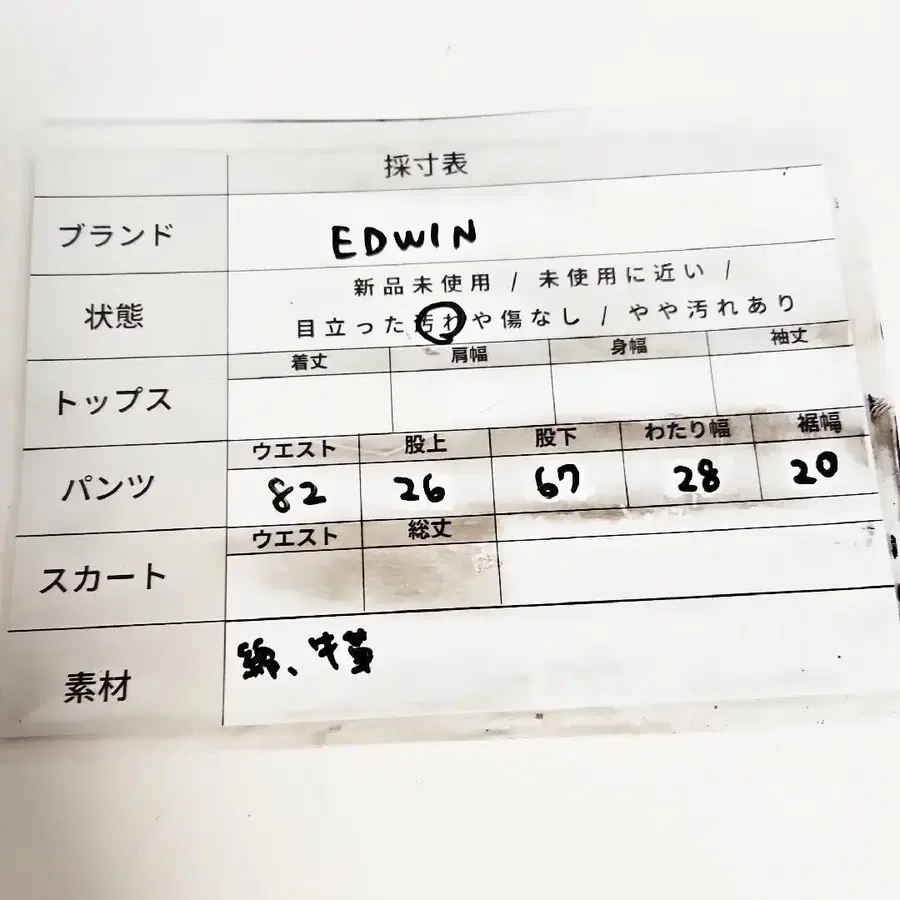 採寸表
ブランド EDWIN
状態 新品未使用 / 未使用に近い /
目立った汚れや傷なし / やや汚れあり
着丈 肩幅 身幅 袖丈
トップス
ウエスト 股上 股下 わたり幅 裾幅
パンツ 82 26 67 28 20
ウエスト 総丈
スカート
素材 綿、牛革